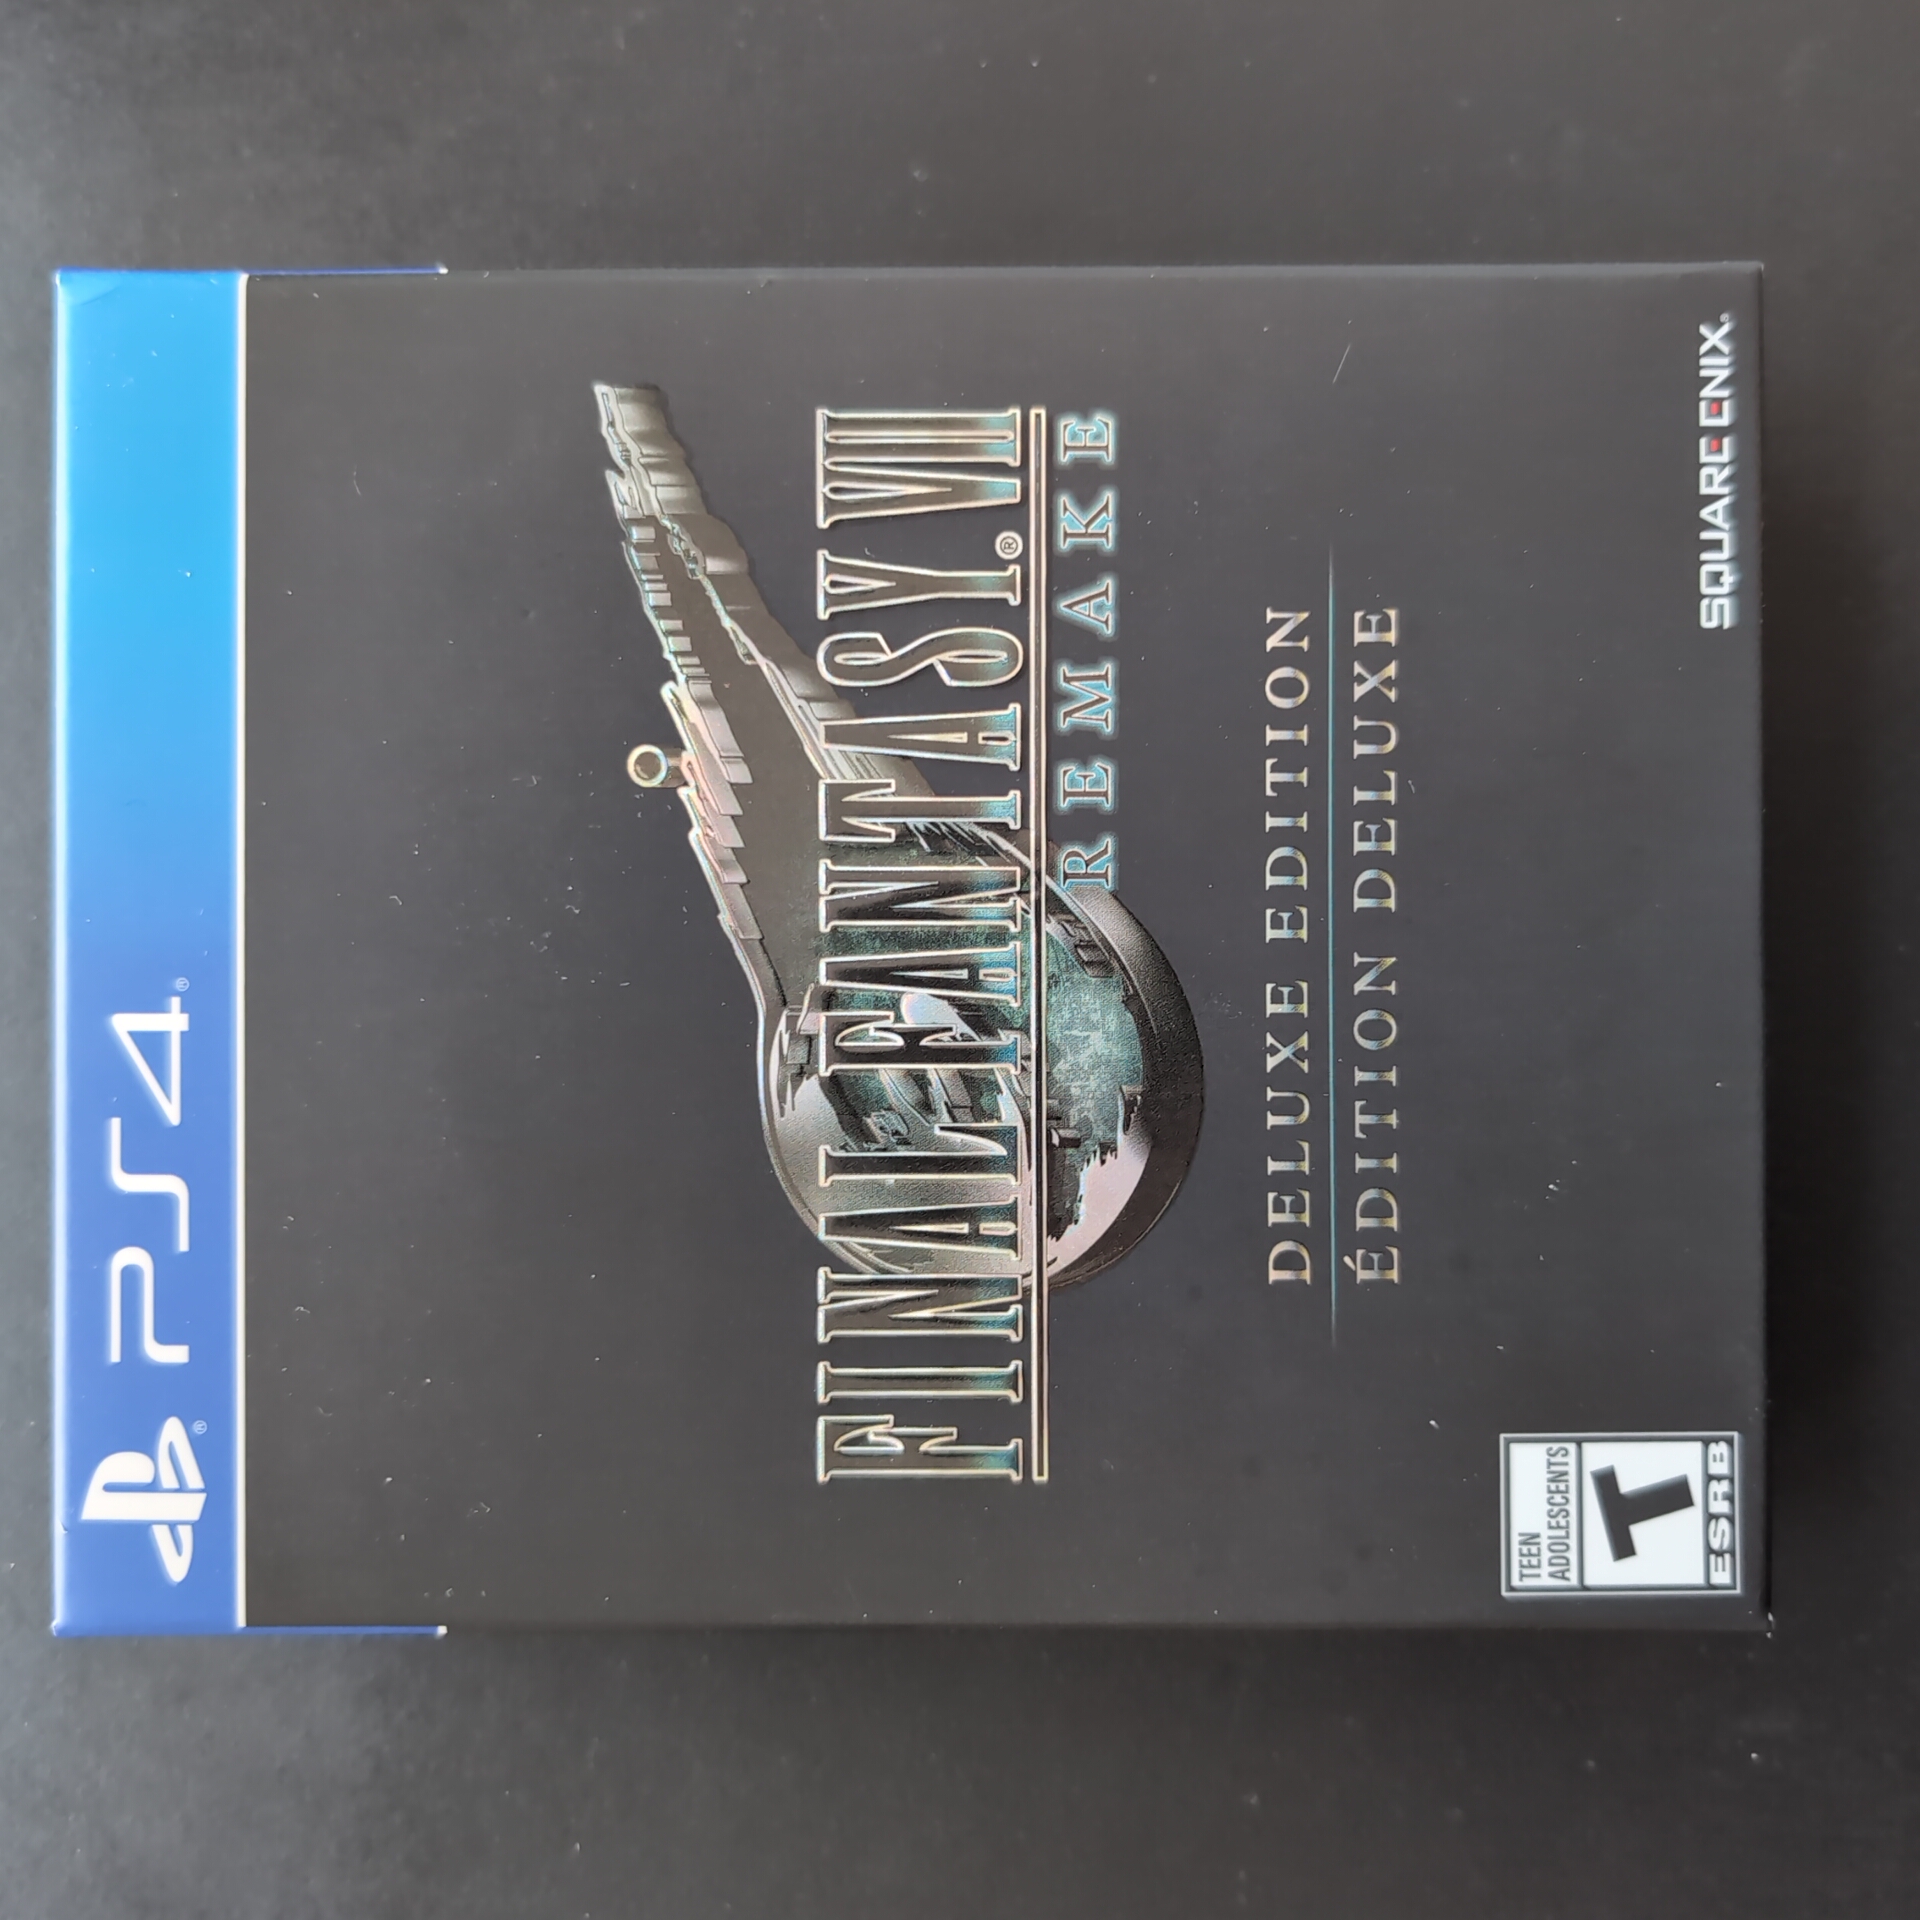 PS4
FINAL FANTASY® VII
REMAKE
DELUXE EDITION
ÉDITION DELUXE
TEEN
ADOLESCENTS
T
ESRB
SQUARE ENIX®